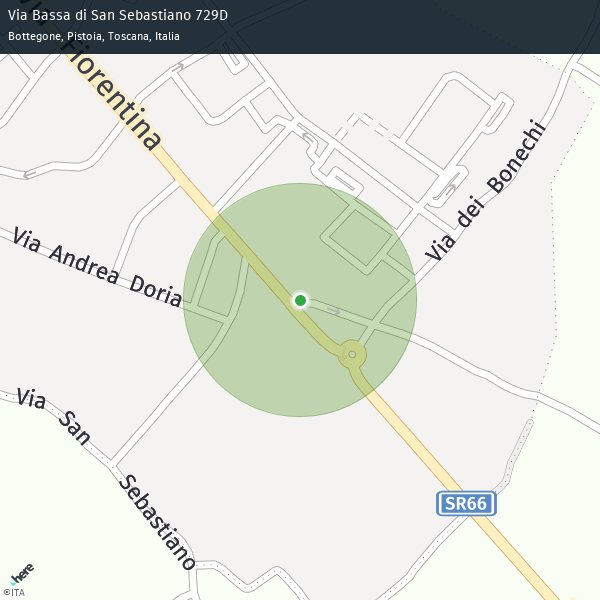 Via Bassa di San Sebastiano 729D
Bottegone, Pistoia, Toscana, Italia
Via Fiorentina
Via dei Bonechi
Via Andrea Doria
Via San Sebastiano
SR66
here
©ITA